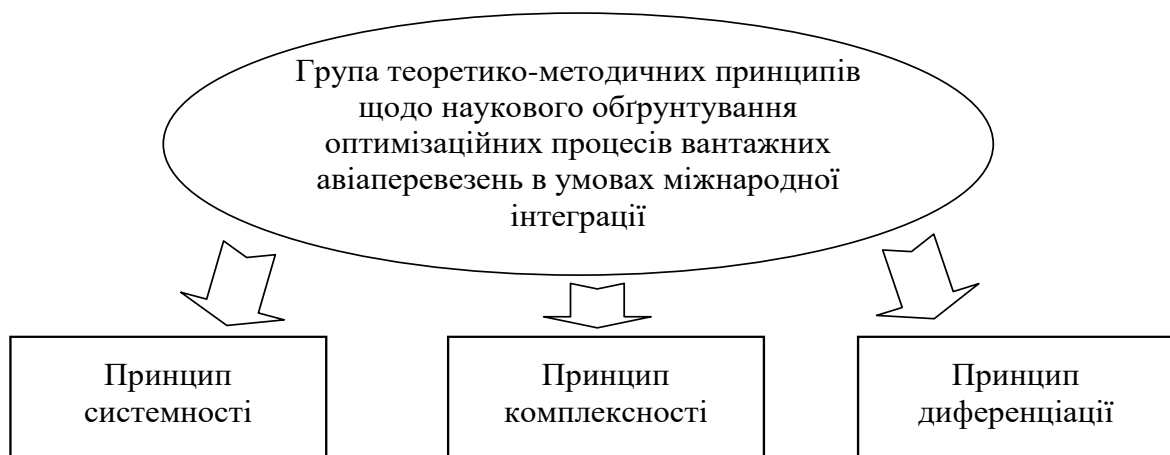 Група теоретико-методичних принципів
щодо наукового обґрунтування
оптимізаційних процесів вантажних
авіаперевезень в умовах міжнародної
інтеграції
Принцип
системності
Принцип
комплексності
Принцип
диференціації